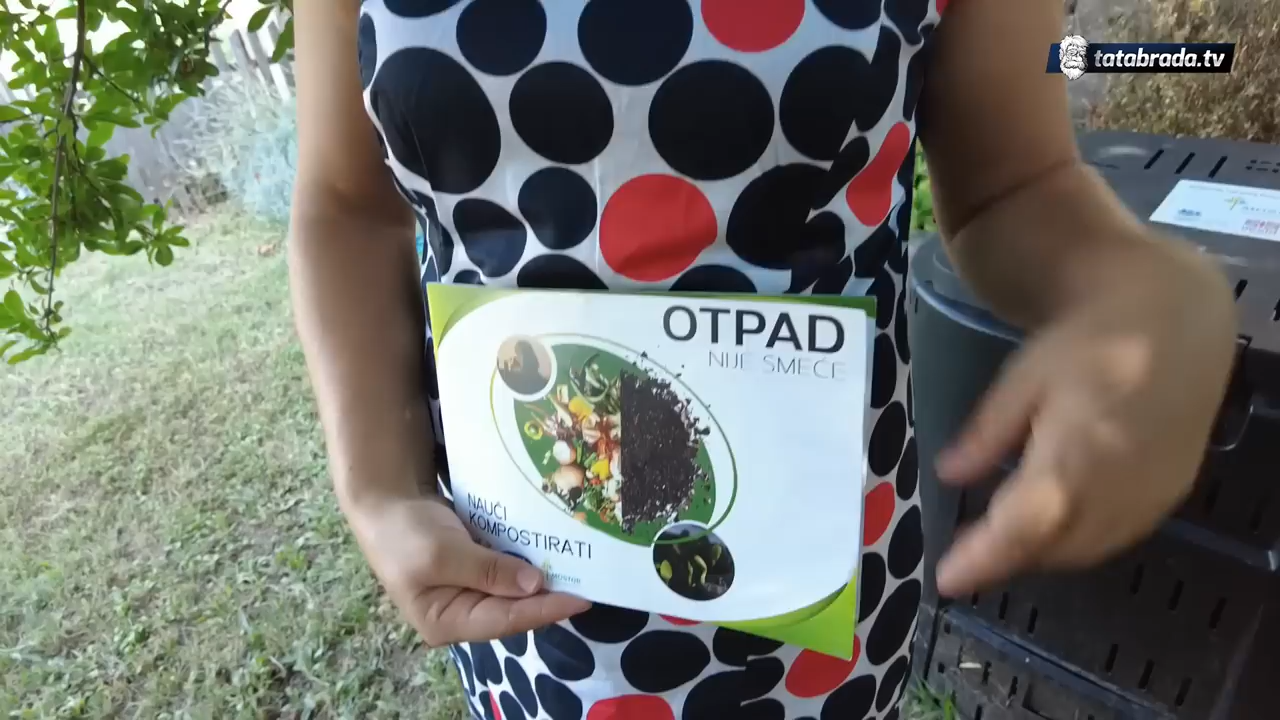 tatabrada.tv
OTPAD
NIJE SMEĆE
NAUČI
KOMPOSTIRATI